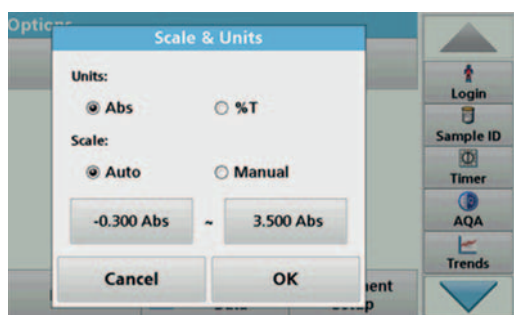 Options
Scale & Units
Units:
Abs
%T
Scale:
Auto
Manual
-0.300 Abs
~
3.500 Abs
Cancel
OK
Login
Sample ID
Timer
AQA
Trends